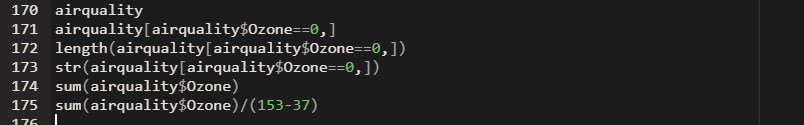 170 airquality
171 airquality[airquality$Ozone==0,]
172 length(airquality[airquality$Ozone==0,])
173 str(airquality[airquality$Ozone==0,])
174 sum(airquality$Ozone)
175 sum(airquality$Ozone)/(153-37)
176